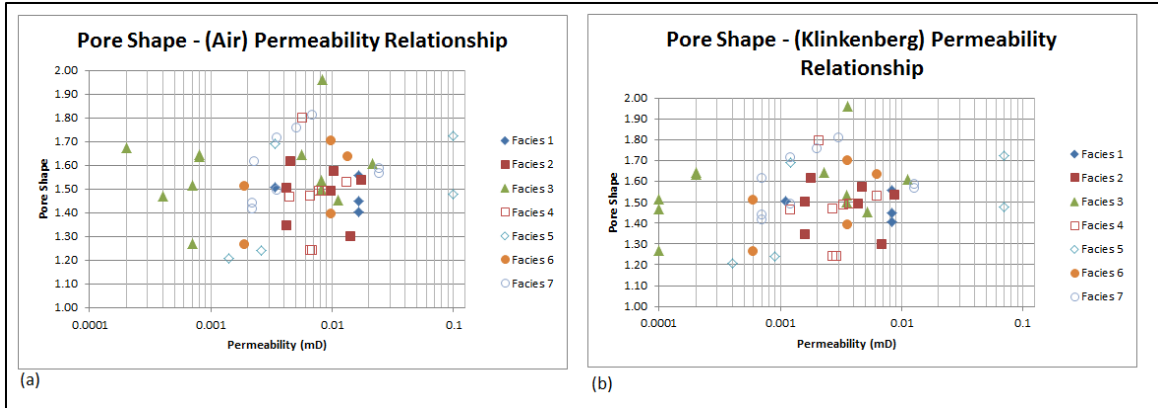 Pore Shape - (Air) Permeability Relationship
2.00
1.90
1.80
1.70
1.60
1.50
1.40
1.30
1.20
1.10
1.00
Pore Shape
0.0001
0.001
0.01
0.1
Permeability (mD)
Facies 1
Facies 2
Facies 3
Facies 4
Facies 5
Facies 6
Facies 7
(a)
Pore Shape - (Klinkenberg) Permeability
Relationship
2.00
1.90
1.80
1.70
1.60
1.50
1.40
1.30
1.20
1.10
1.00
Pore Shape
0.0001
0.001
0.01
0.1
Permeability (mD)
Facies 1
Facies 2
Facies 3
Facies 4
Facies 5
Facies 6
Facies 7
(b)